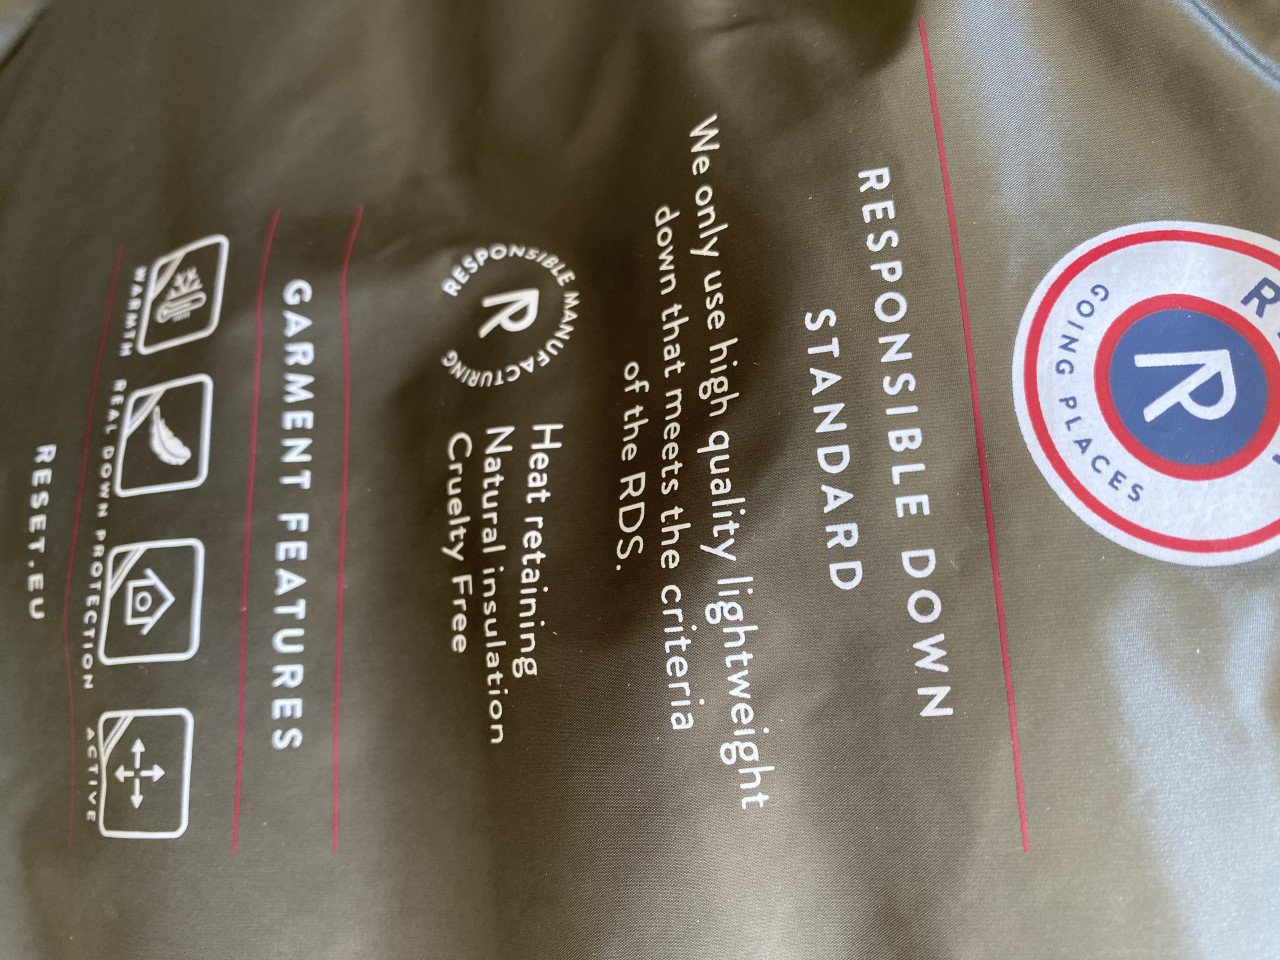 GOING PLACES
R
RESPONSIBLE DOWN
STANDARD
We only use high quality lightweight
down that meets the criteria
of the RDS.
RESPONSIBLE MANUFACTURING
R
Heat retaining
Natural insulation
Cruelty Free
GARMENT FEATURES
WARMTH
REAL DOWN
PROTECTION
ACTIVE
RESET.EU